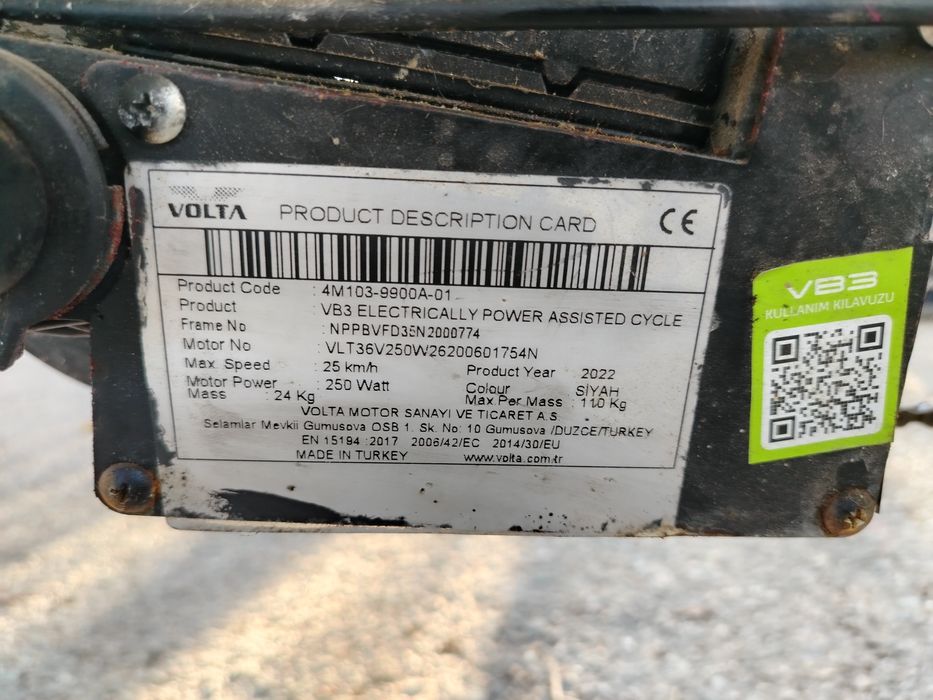 VOLTA PRODUCT DESCRIPTION CARD CE
Product Code : 4M103-9900A-01
Product : VB3 ELECTRICALLY POWER ASSISTED CYCLE
Frame No : NPPBVFD36N2000774
Motor No : VLT36V250W26200601754N
Max. Speed : 25 km/h Product Year : 2022
Motor Power : 250 Watt Colour : SİYAH
Mass : 24 Kg Max Per Mass : 110 Kg
VOLTA MOTOR SANAYI VE TICARET A.S.
Selamlar Mevkii Gumusova OSB 1. Sk. No: 10 Gumusova /DUZCE/TURKEY
EN 15194 :2017 2006/42/EC 2014/30/EU
MADE IN TURKEY www.volta.com.tr
VB3
KULLANIM KILAVUZU